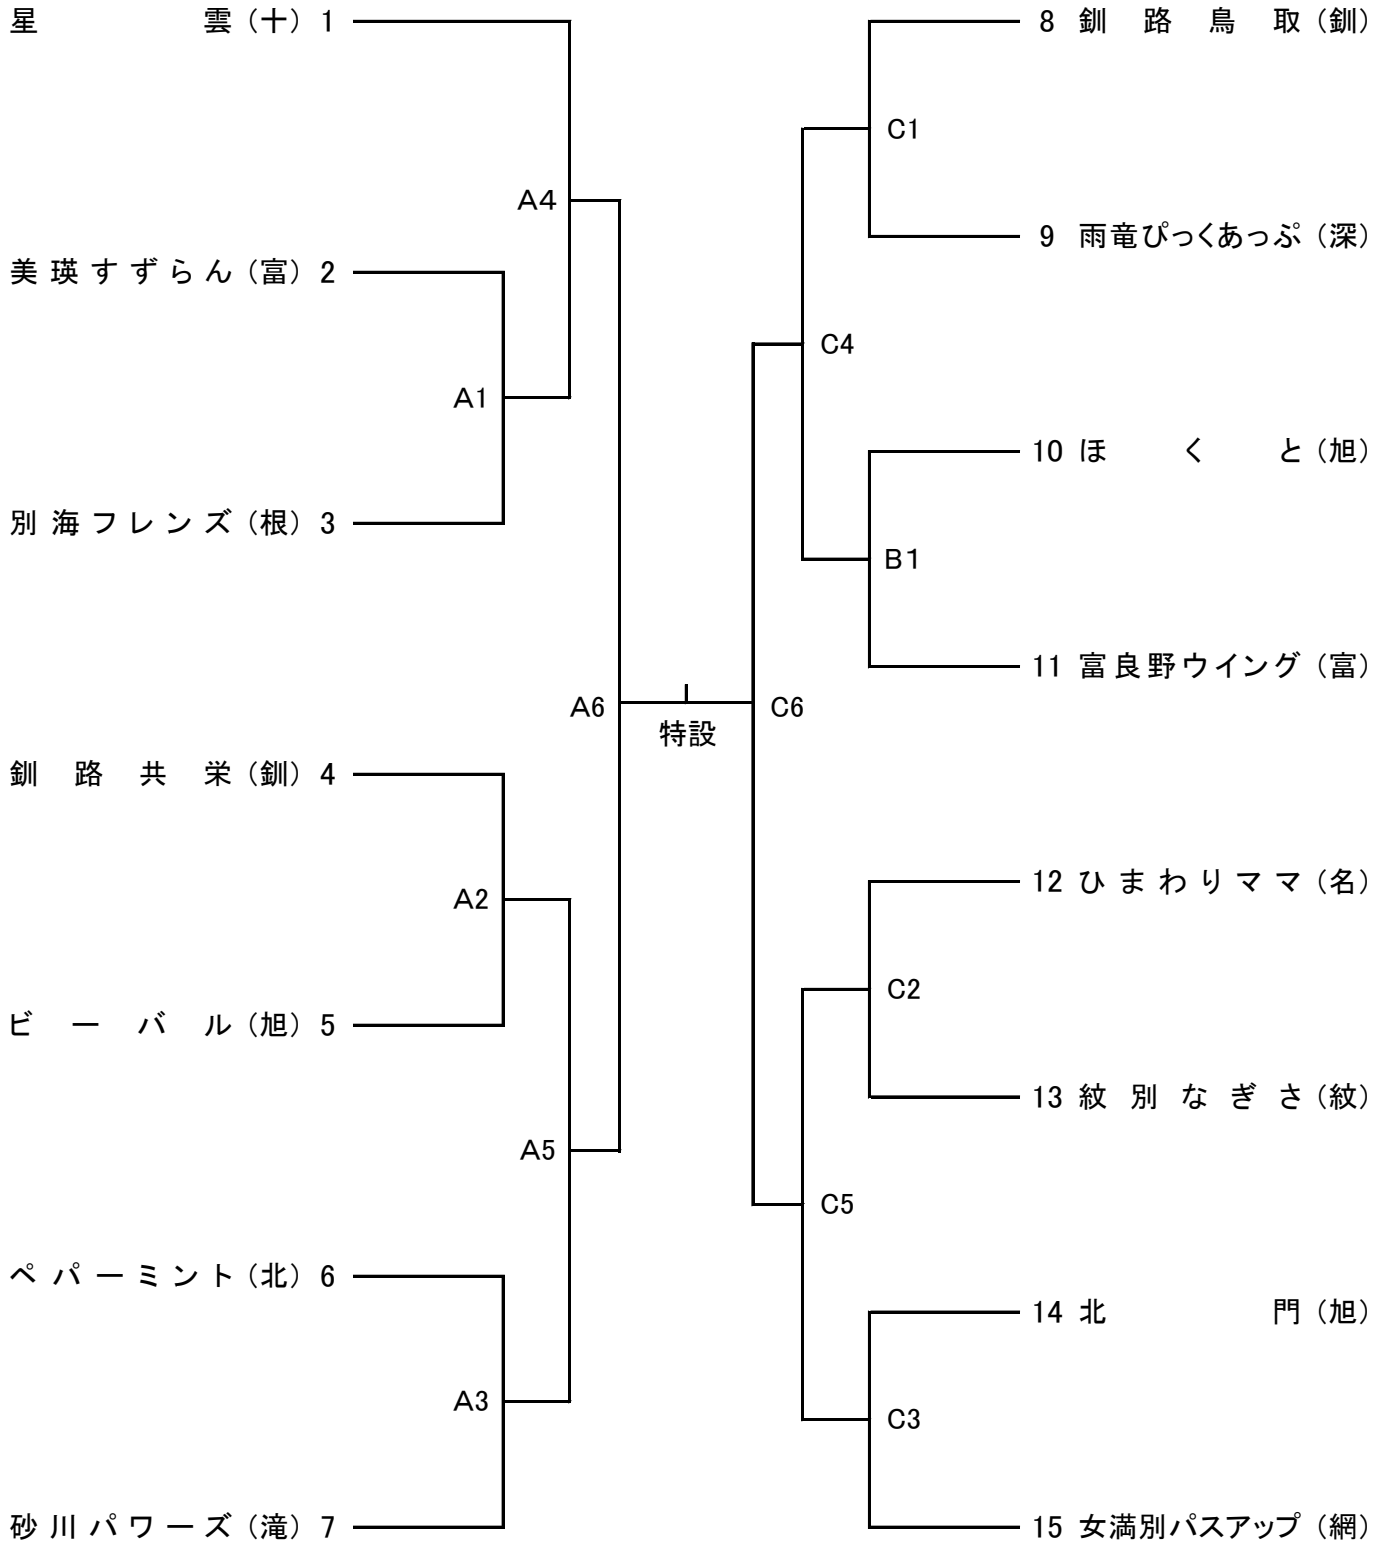 星雲（十）1
美瑛すずらん（富）2
別海フレンズ（根）3
釧路共栄（釧）4
ビーバル（旭）5
ペパーミント（北）6
砂川パワーズ（滝）7
A4
A1
A6
A2
A5
A3
特設
C1
C4
B1
C6
C2
C5
C3
8 釧路鳥取（釧）
9 雨竜ぴっくあっぷ（深）
10 ほくと（旭）
11 富良野ウイング（富）
12 ひまわりママ（名）
13 紋別なぎさ（紋）
14 北門（旭）
15 女満別パスアップ（網）